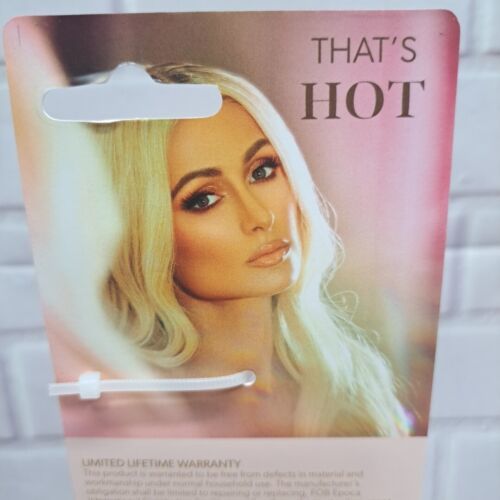 THAT'S
HOT
LIMITED LIFETIME WARRANTY
This product is warranted to be free from defects in material and
workmanship under normal household use. The manufacturer's
obligation shall be limited to repairing or replacing, FOB Epoca